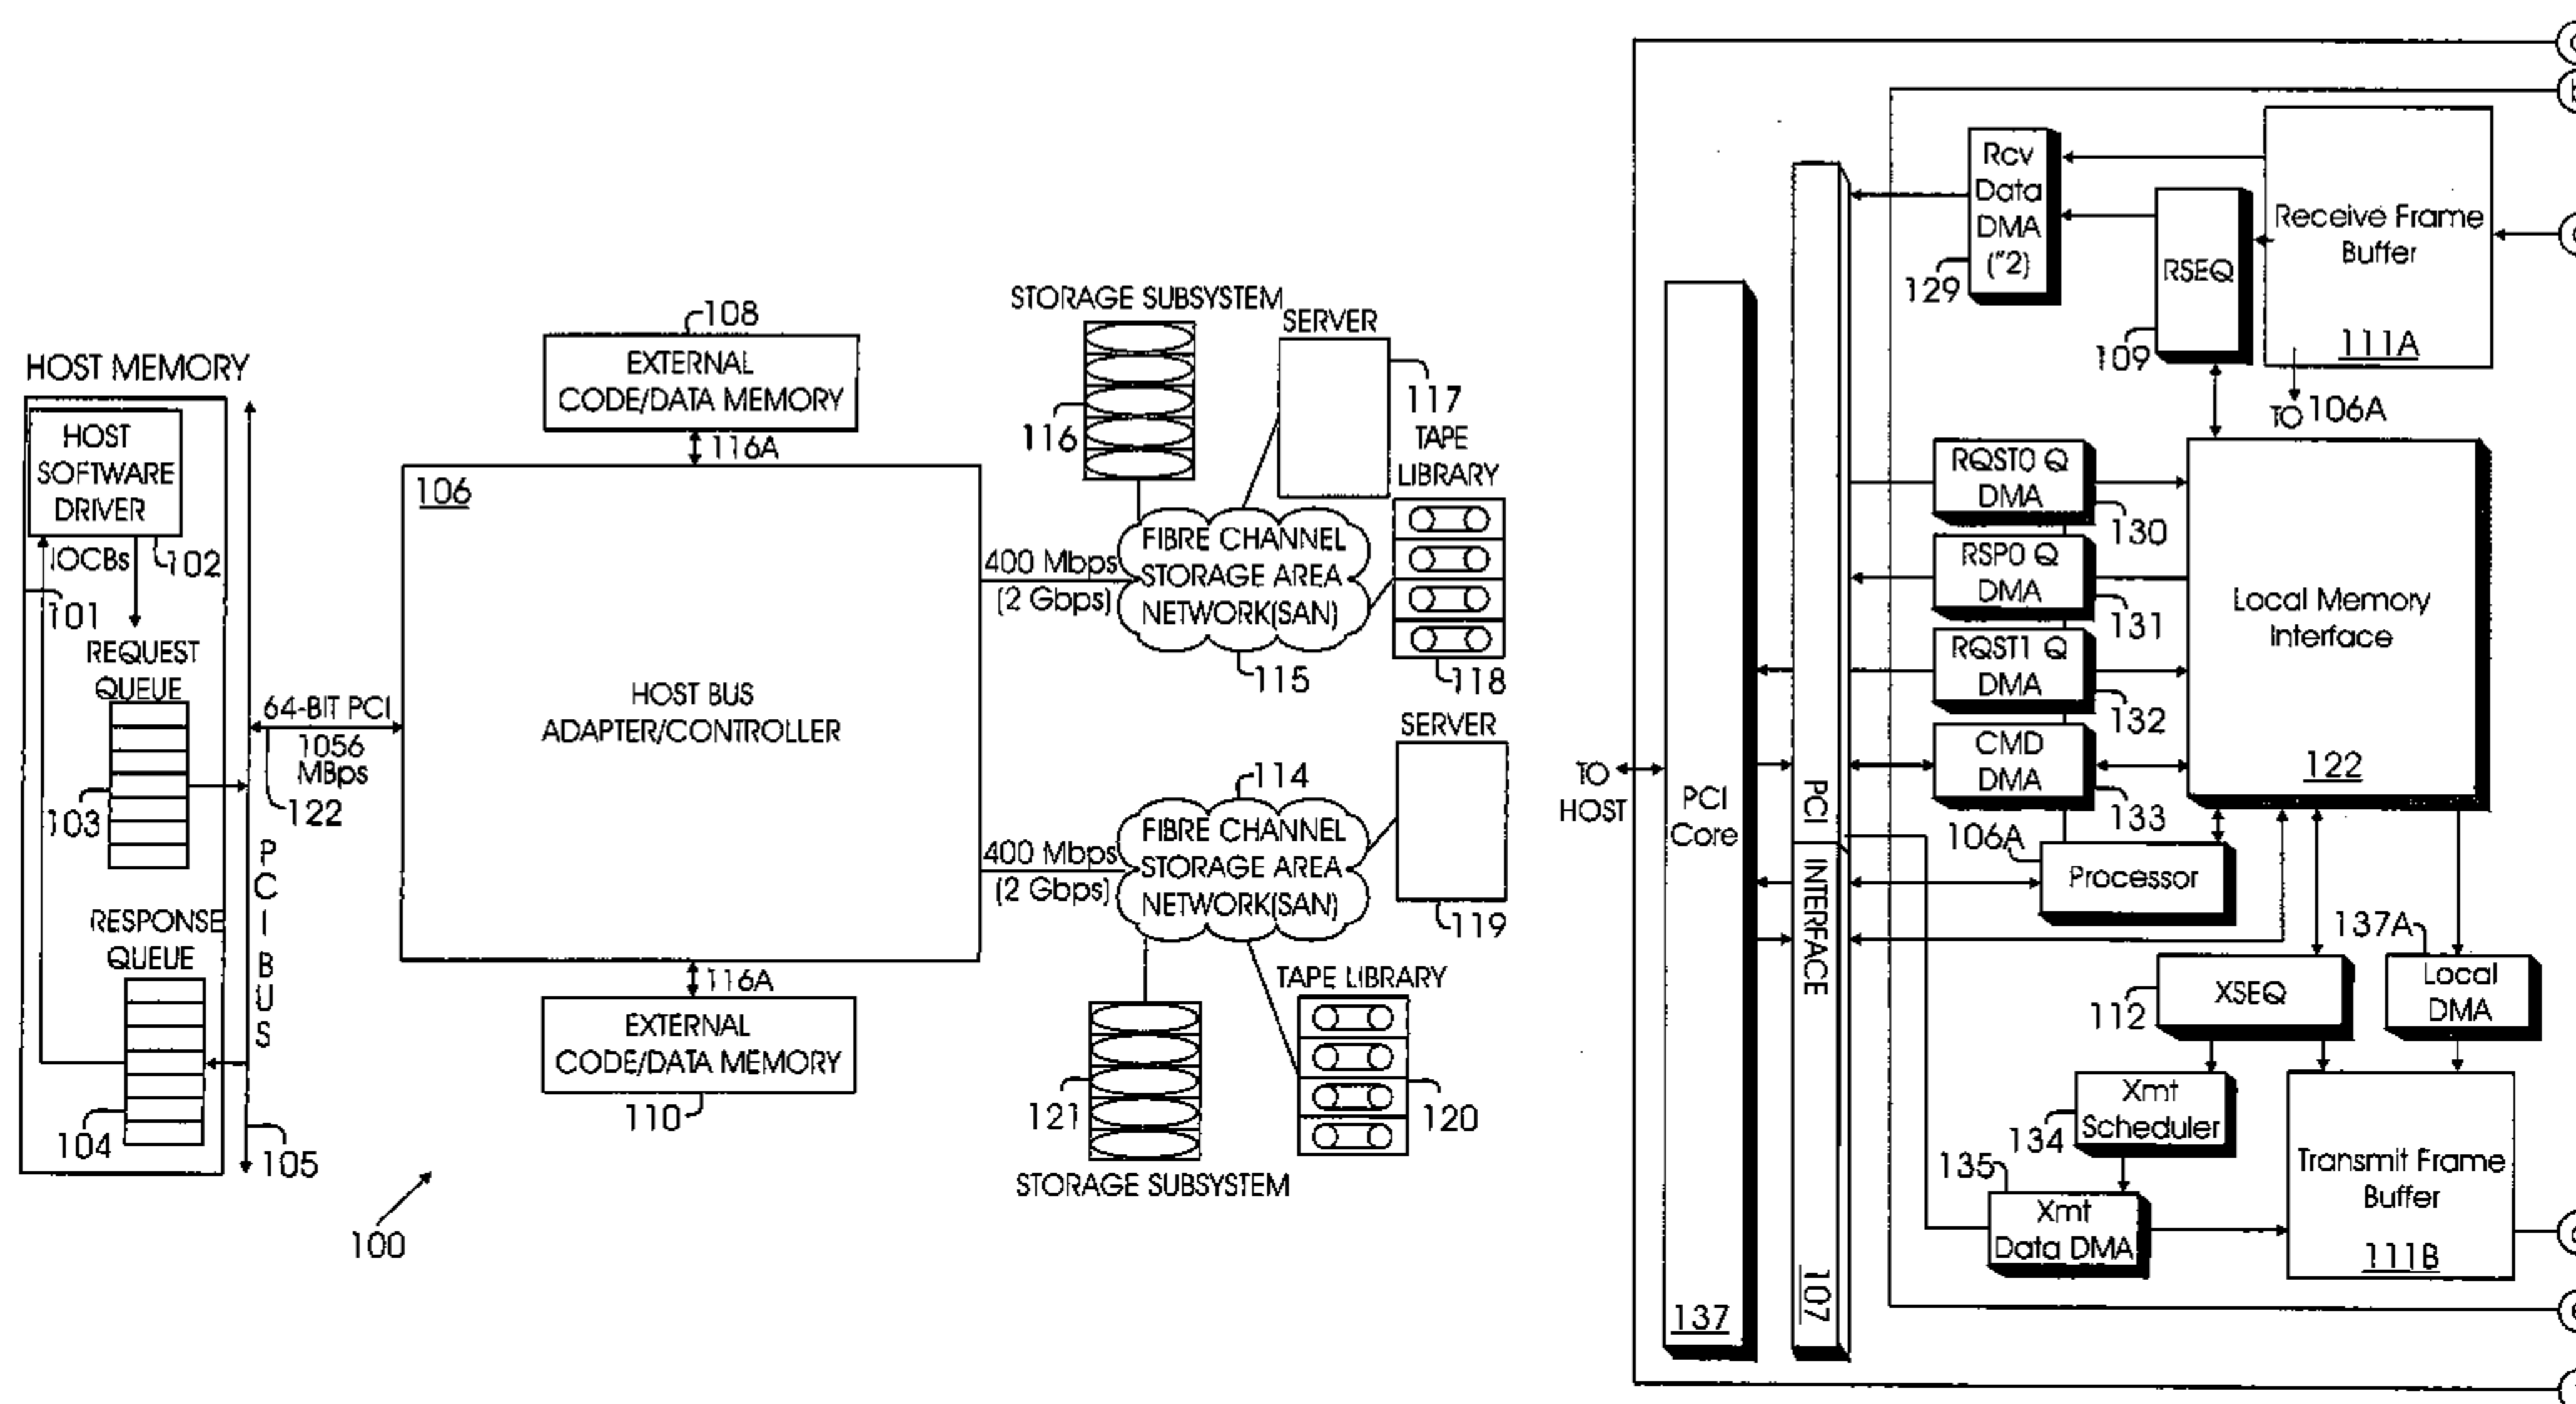 HOST MEMORY
HOST
SOFTWARE
DRIVER
IOCBs
102
101
REQUEST
QUEUE
103
RESPONSE
QUEUE
104
PCI BUS
105
64-BIT PCI
1056
MBps
122
100
108
EXTERNAL
CODE/DATA MEMORY
116A
106
HOST BUS
ADAPTER/CONTROLLER
116A
EXTERNAL
CODE/DATA MEMORY
110
400 Mbps
(2 Gbps)
400 Mbps
(2 Gbps)
STORAGE SUBSYSTEM
116
SERVER
117
TAPE
LIBRARY
118
FIBRE CHANNEL
STORAGE AREA
NETWORK(SAN)
115
SERVER
119
114
FIBRE CHANNEL
STORAGE AREA
NETWORK(SAN)
TAPE LIBRARY
120
121
STORAGE SUBSYSTEM
TO
HOST
PCI
Core
137
PCI INTERFACE
107
Rcv
Data
DMA
("2)
129
RSEQ
109
Receive Frame
Buffer
111A
TO 106A
RQST0 Q
DMA
130
RSP0 Q
DMA
131
RQST1 Q
DMA
132
CMD
DMA
133
Local Memory
Interface
122
106A
Processor
137A
XSEQ
112
Local
DMA
Xmt
Scheduler
134
135
Xmt
Data DMA
Transmit Frame
Buffer
111B
b